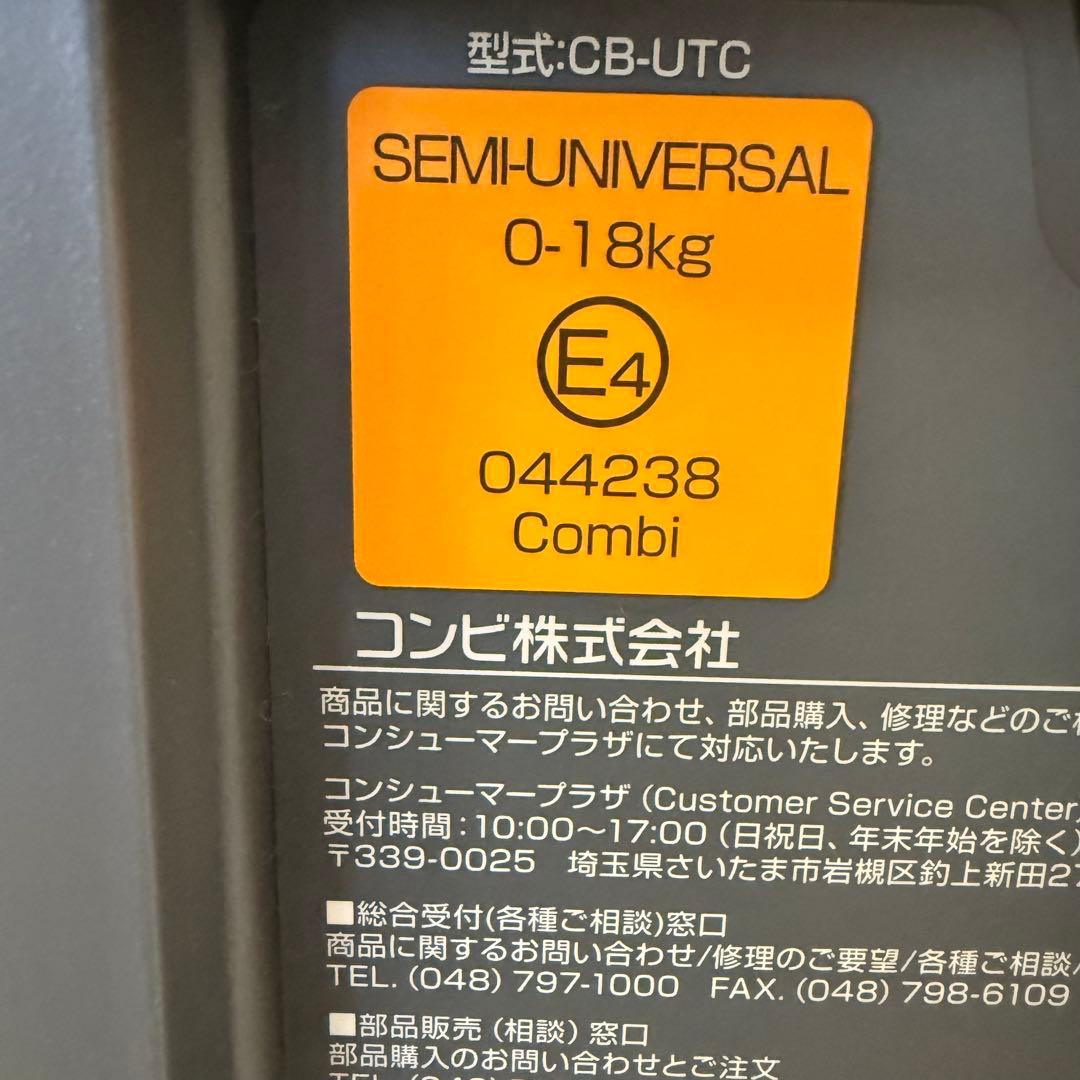 型式:CB-UTC
SEMI-UNIVERSAL
0-18kg
E4
044238
Combi
コンビ株式会社
商品に関するお問い合わせ、部品購入、修理などのご
コンシューマープラザにて対応いたします。
コンシューマープラザ (Customer Service Center
受付時間:10:00〜17:00 (日祝日、年末年始を除く)
〒339-0025 埼玉県さいたま市岩槻区釣上新田2
■総合受付(各種ご相談)窓口
商品に関するお問い合わせ/修理のご要望/各種ご相談/
TEL. (048) 797-1000 FAX. (048) 798-6109
■部品販売 (相談) 窓口
部品購入のお問い合わせとご注文